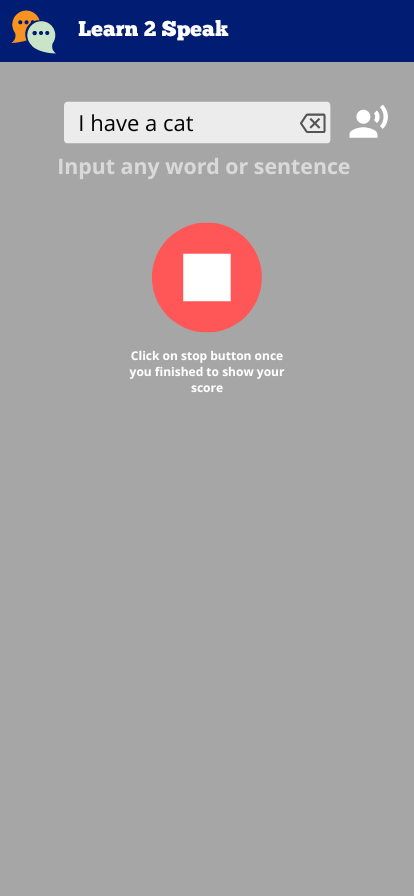 Learn 2 Speak
I have a cat
Input any word or sentence
Click on stop button once
you finished to show your
score